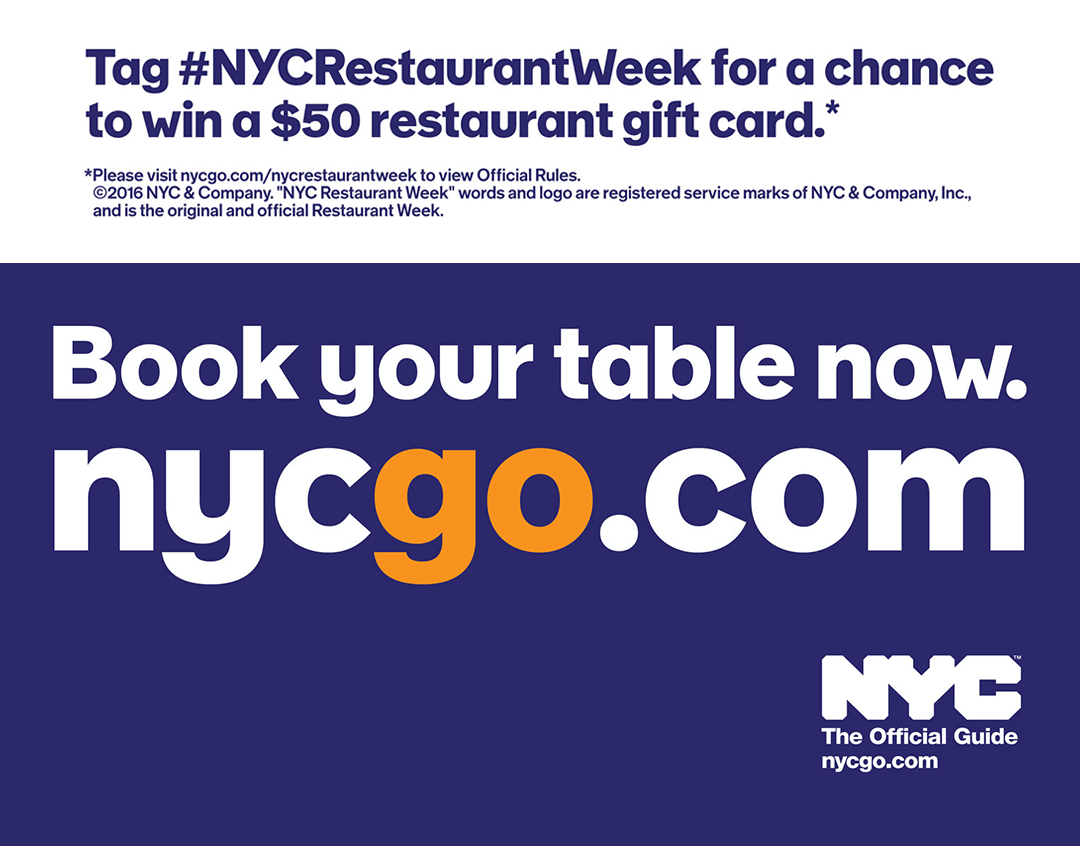 Tag #NYCRestaurantWeek for a chance
to win a $50 restaurant gift card.*
*Please visit nycgo.com/nycrestaurantweek to view Official Rules.
©2016 NYC & Company. "NYC Restaurant Week" words and logo are registered service marks of NYC & Company, Inc.,
and is the original and official Restaurant Week.
Book your table now.
nycgo.com
NYC™
The Official Guide
nycgo.com